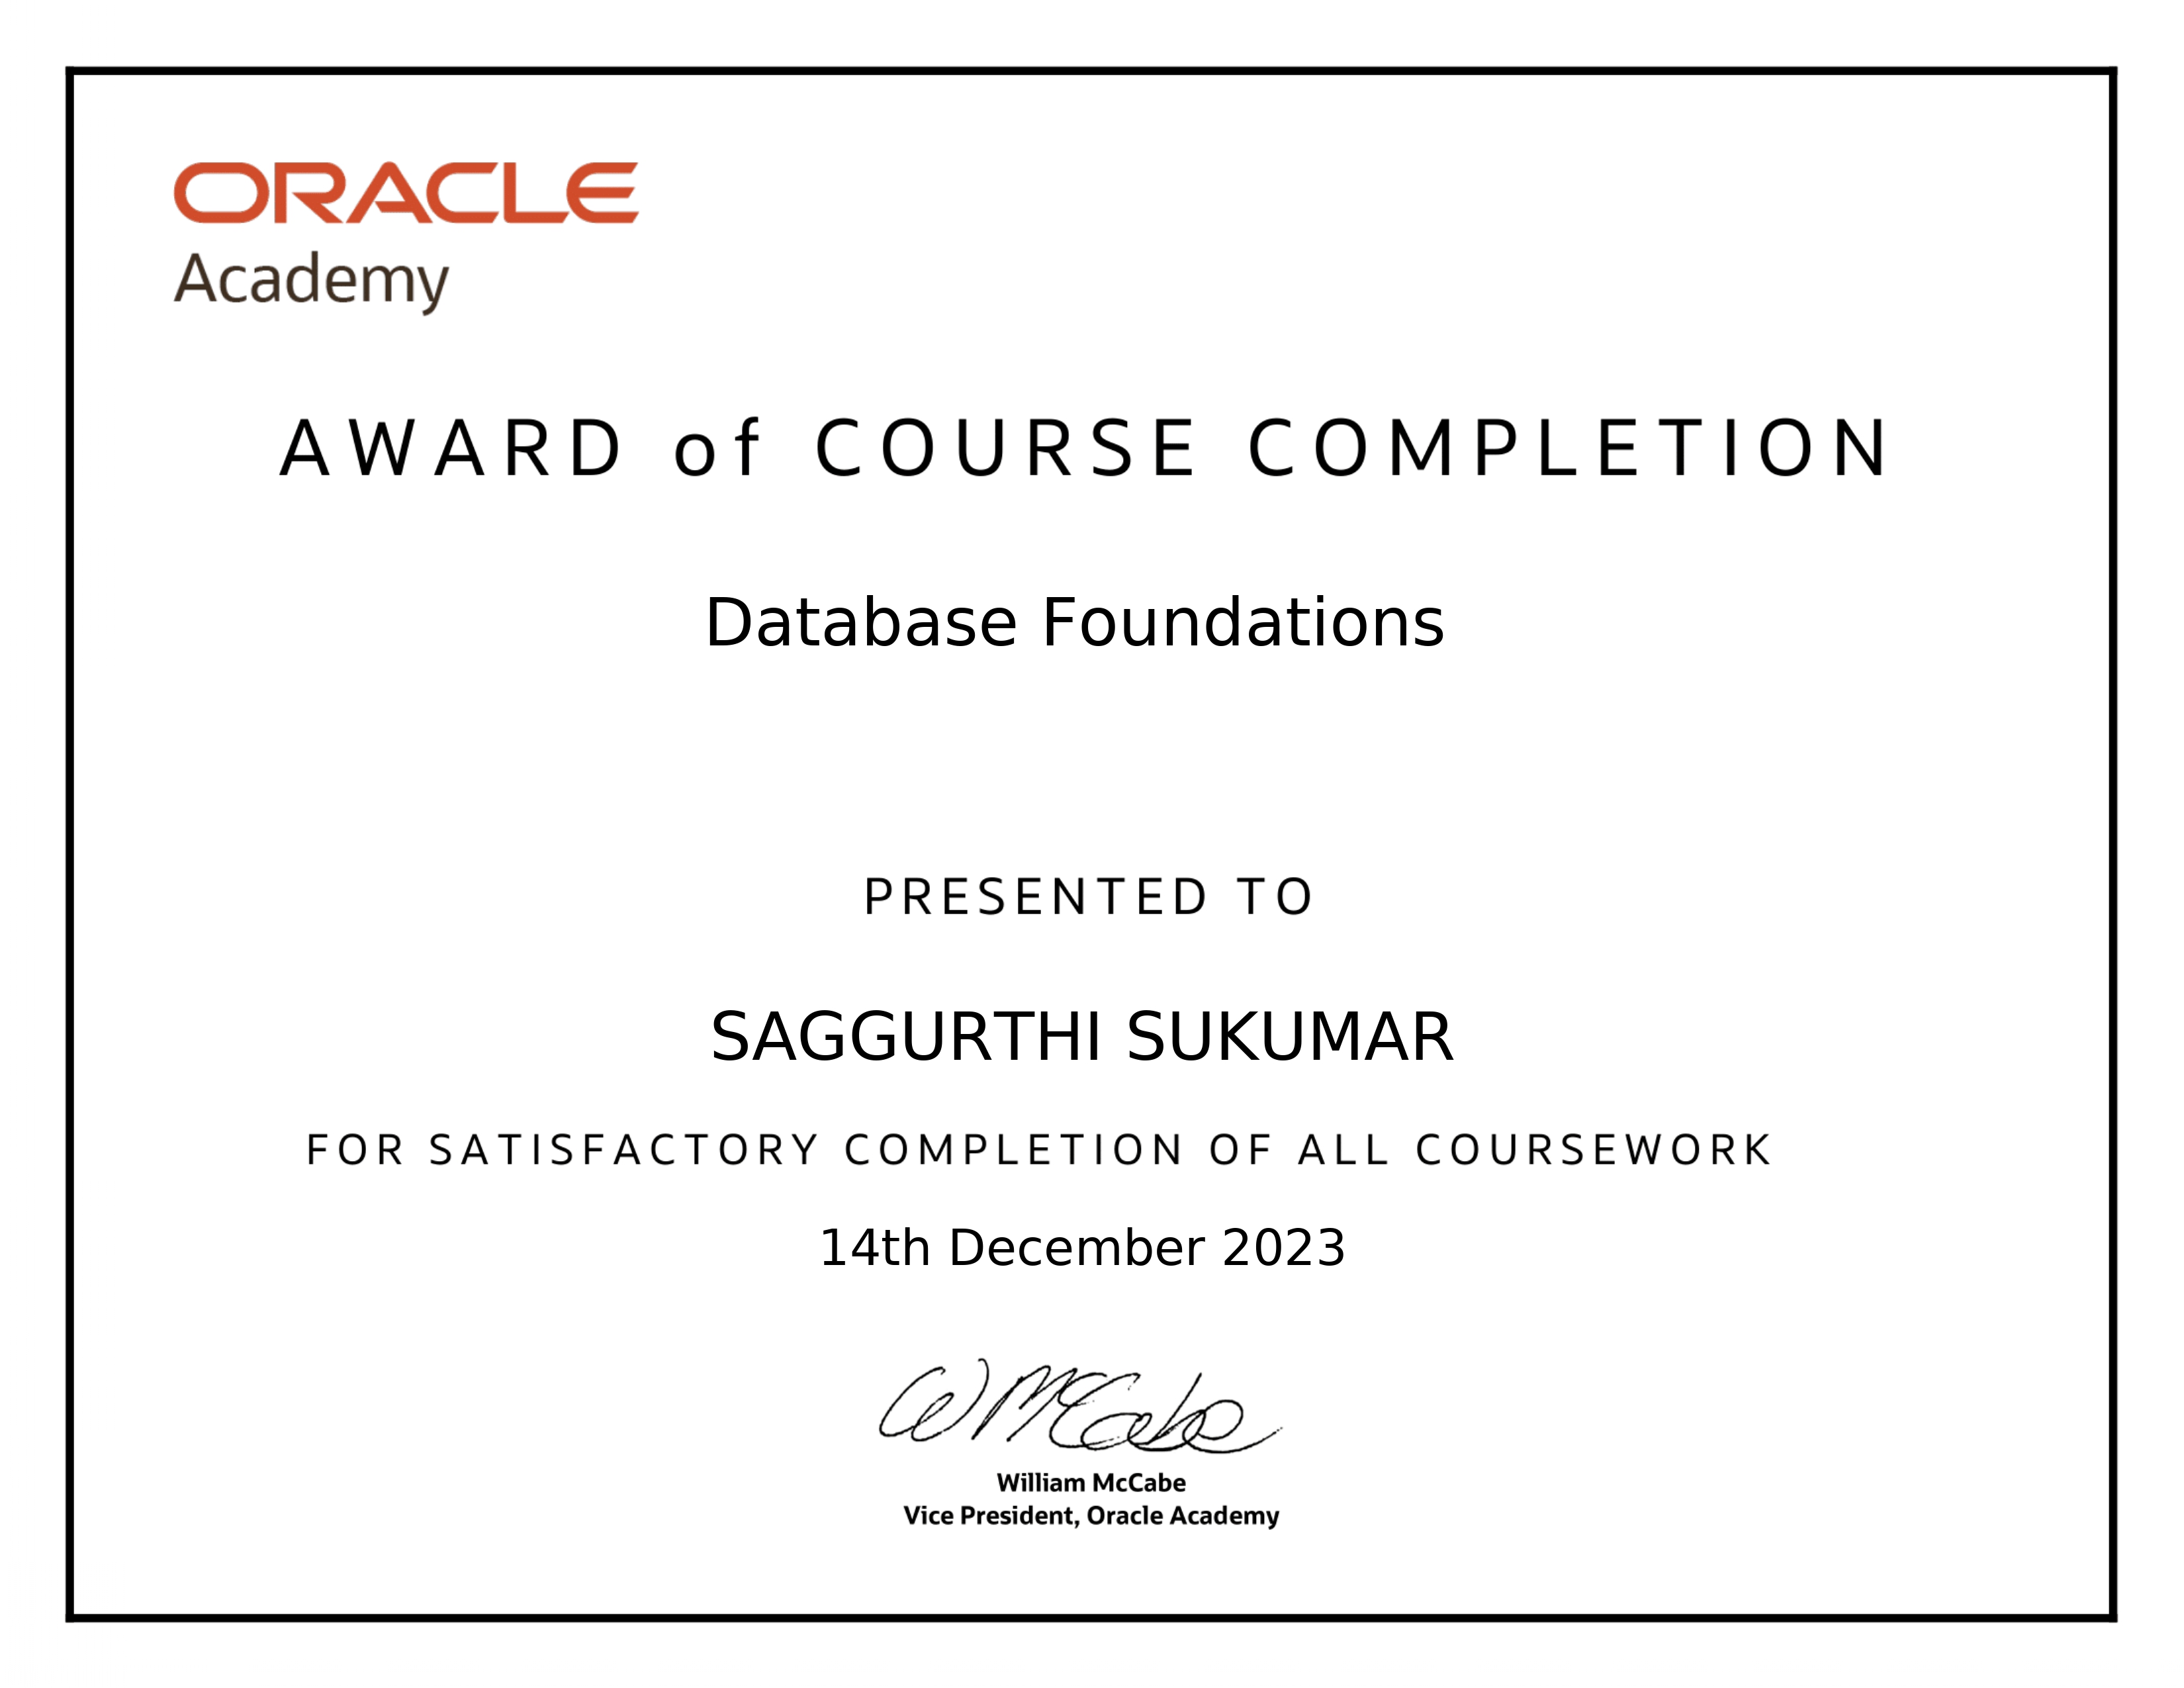 ORACLE
Academy
AWARD of COURSE COMPLETION
Database Foundations
PRESENTED TO
SAGGURTHI SUKUMAR
FOR SATISFACTORY COMPLETION OF ALL COURSEWORK
14th December 2023
W McCabe
William McCabe
Vice President, Oracle Academy